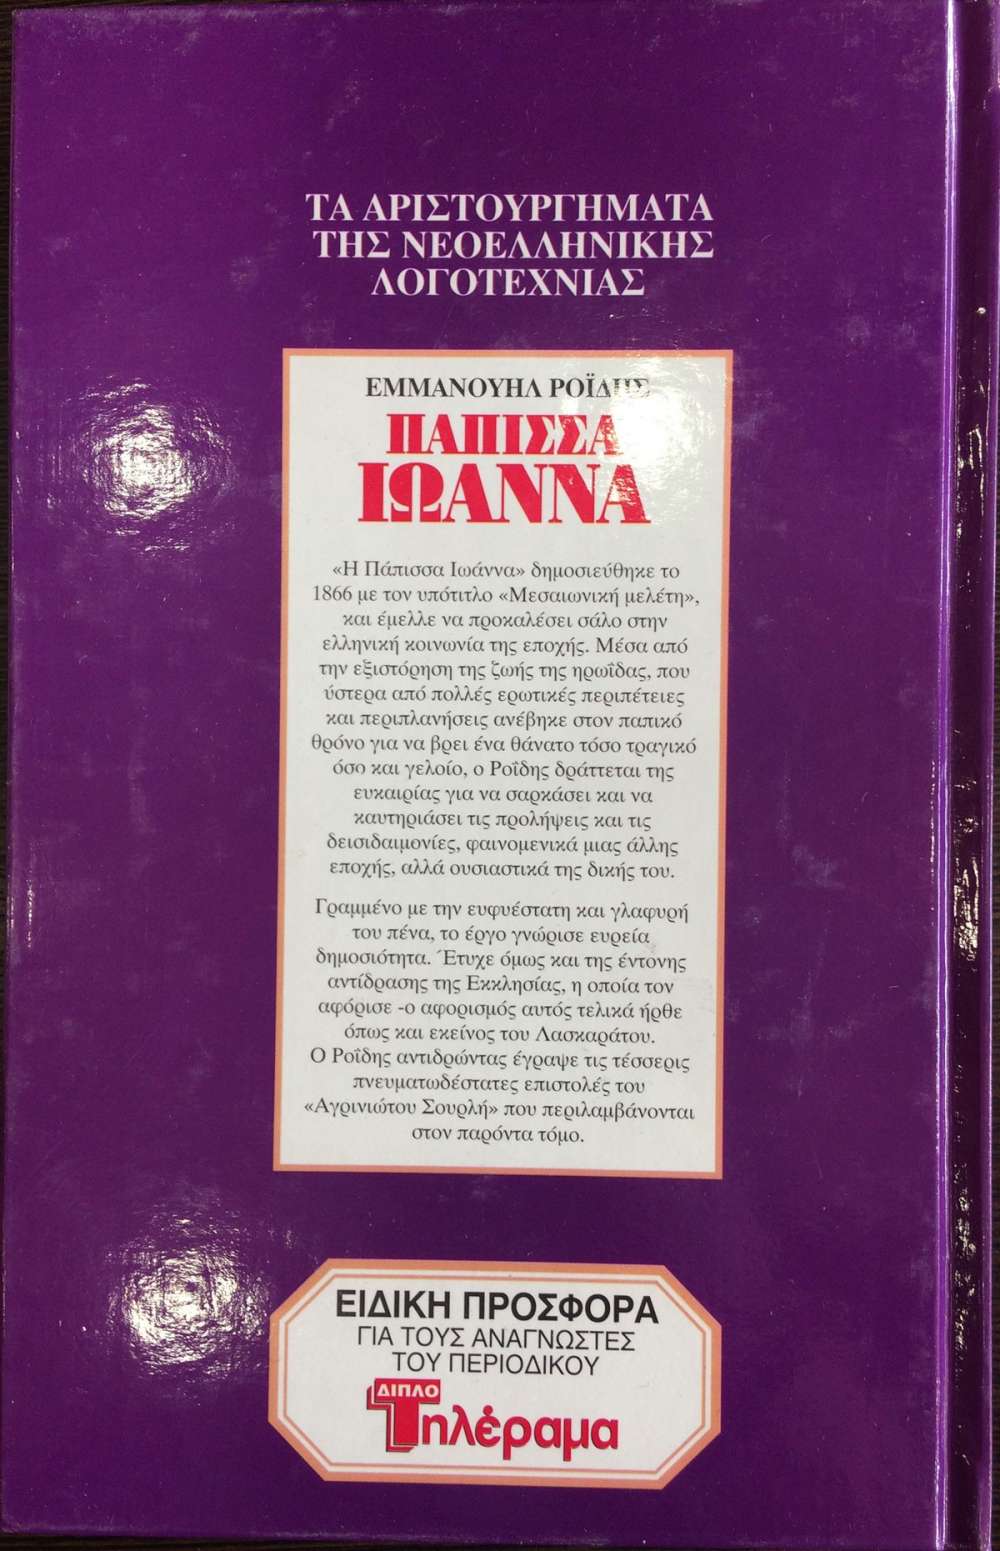 ΤΑ ΑΡΙΣΤΟΥΡΓΗΜΑΤΑ
ΤΗΣ ΝΕΟΕΛΛΗΝΙΚΗΣ
ΛΟΓΟΤΕΧΝΙΑΣ
ΕΜΜΑΝΟΥΗΛ ΡΟΪΔΗΣ
ΠΑΠΙΣΣΑ
ΙΩΑΝΝΑ
«Η Πάπισσα Ιωάννα» δημοσιεύθηκε το
1866 με τον υπότιτλο «Μεσαιωνική μελέτη»,
και έμελλε να προκαλέσει σάλο στην
ελληνική κοινωνία της εποχής. Μέσα από
την εξιστόρηση της ζωής της ηρωΐδας, που
ύστερα από πολλές ερωτικές περιπέτειες
και περιπλανήσεις ανέβηκε στον παπικό
θρόνο για να βρει ένα θάνατο τόσο τραγικό
όσο και γελοίο, ο Ροΐδης δράττεται της
ευκαιρίας για να σαρκάσει και να
καυτηριάσει τις προλήψεις και τις
δεισιδαιμονίες, φαινομενικά μιας άλλης
εποχής, αλλά ουσιαστικά της δικής του.
Γραμμένο με την ευφυέστατη και γλαφυρή
του πένα, το έργο γνώρισε ευρεία
δημοσιότητα. Έτυχε όμως και της έντονης
αντίδρασης της Εκκλησίας, η οποία τον
αφόρισε -ο αφορισμός αυτός τελικά ήρθε
όπως και εκείνος του Λασκαράτου.
Ο Ροΐδης αντιδρώντας έγραψε τις τέσσερις
πνευματωδέστατες επιστολές του
«Αγρινιώτου Σουρλή» που περιλαμβάνονται
στον παρόντα τόμο.
ΕΙΔΙΚΗ ΠΡΟΣΦΟΡΑ
ΓΙΑ ΤΟΥΣ ΑΝΑΓΝΩΣΤΕΣ
ΤΟΥ ΠΕΡΙΟΔΙΚΟΥ
ΔΙΠΛΟ
Τηλέραμα